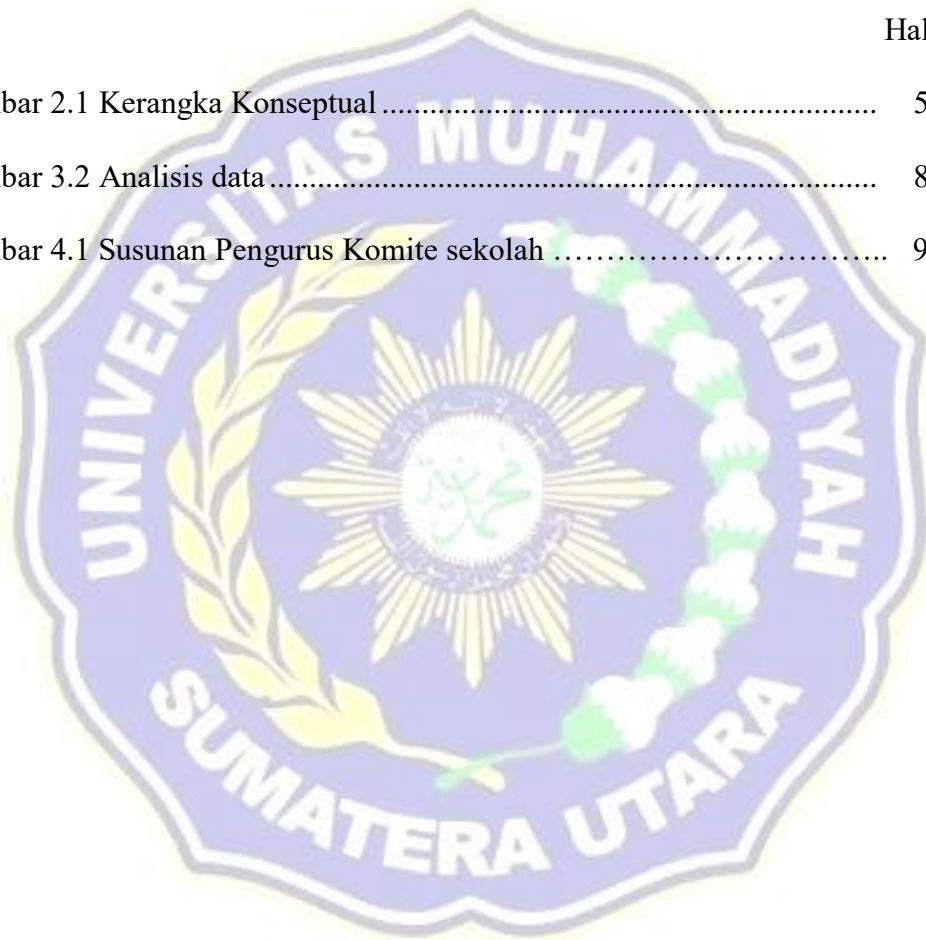 Hal
bar 2.1 Kerangka Konseptual ................................................................ 5
bar 3.2 Analisis data ............................................................................. 8
bar 4.1 Susunan Pengurus Komite sekolah ………………………….. 9
UNIVERSITAS MUHAMMADIYAH
SUMATERA UTARA
محمد